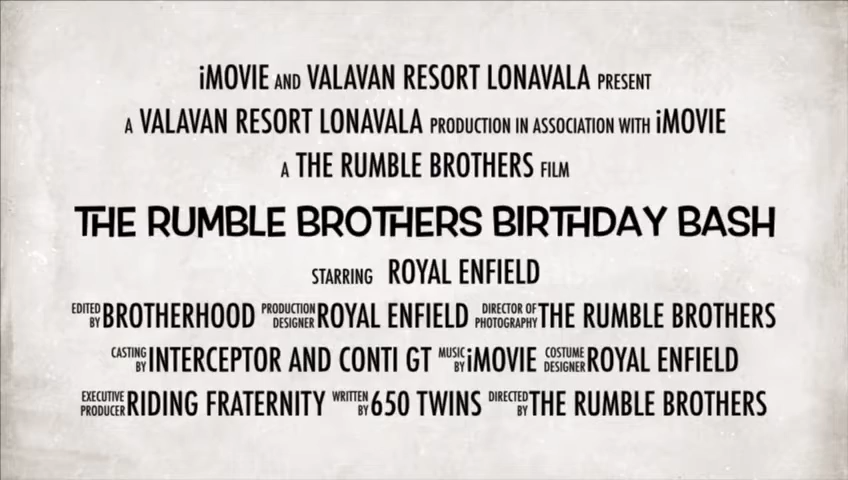 iMOVIE AND VALAVAN RESORT LONAVALA PRESENT
A VALAVAN RESORT LONAVALA PRODUCTION IN ASSOCIATION WITH iMOVIE
A THE RUMBLE BROTHERS FILM
THE RUMBLE BROTHERS BIRTHDAY BASH
STARRING ROYAL ENFIELD
EDITED BY BROTHERHOOD PRODUCTION DESIGNER ROYAL ENFIELD DIRECTOR OF PHOTOGRAPHY THE RUMBLE BROTHERS
CASTING BY INTERCEPTOR AND CONTI GT MUSIC BY iMOVIE COSTUME DESIGNER ROYAL ENFIELD
EXECUTIVE PRODUCER RIDING FRATERNITY WRITTEN BY 650 TWINS DIRECTED BY THE RUMBLE BROTHERS